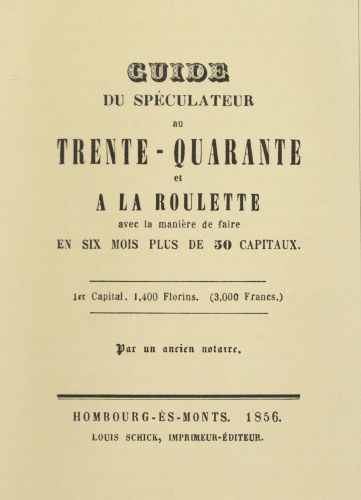 GUIDE
DU SPÉCULATEUR
au
TRENTE - QUARANTE
et
A LA ROULETTE
avec la manière de faire
EN SIX MOIS PLUS DE 50 CAPITAUX.
1er Capital. 1,400 Florins. (3,000 Francs.)
Par un ancien notaire.
HOMBOURG-ÈS-MONTS. 1856.
LOUIS SCHICK, IMPRIMEUR-ÉDITEUR.